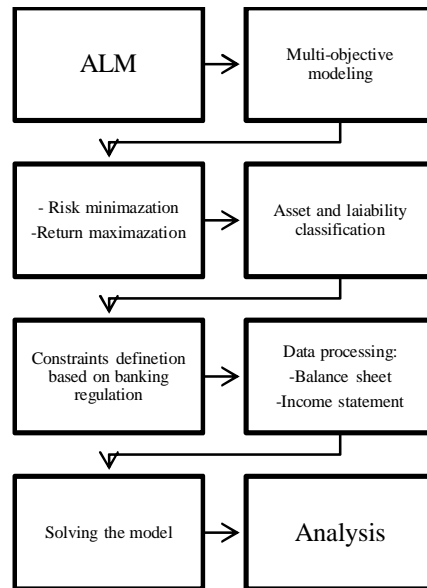 ALM
Multi-objective
modeling
- Risk minimazation
-Return maximazation
Asset and laiability
classification
Constraints definetion
based on banking
regulation
Data processing:
-Balance sheet
-Income statement
Solving the model
Analysis